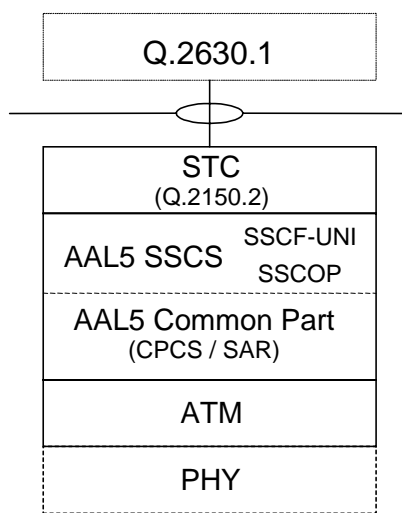 Q.2630.1
STC
(Q.2150.2)
AAL5 SSCS
SSCF-UNI
SSCOP
AAL5 Common Part
(CPCS / SAR)
ATM
PHY